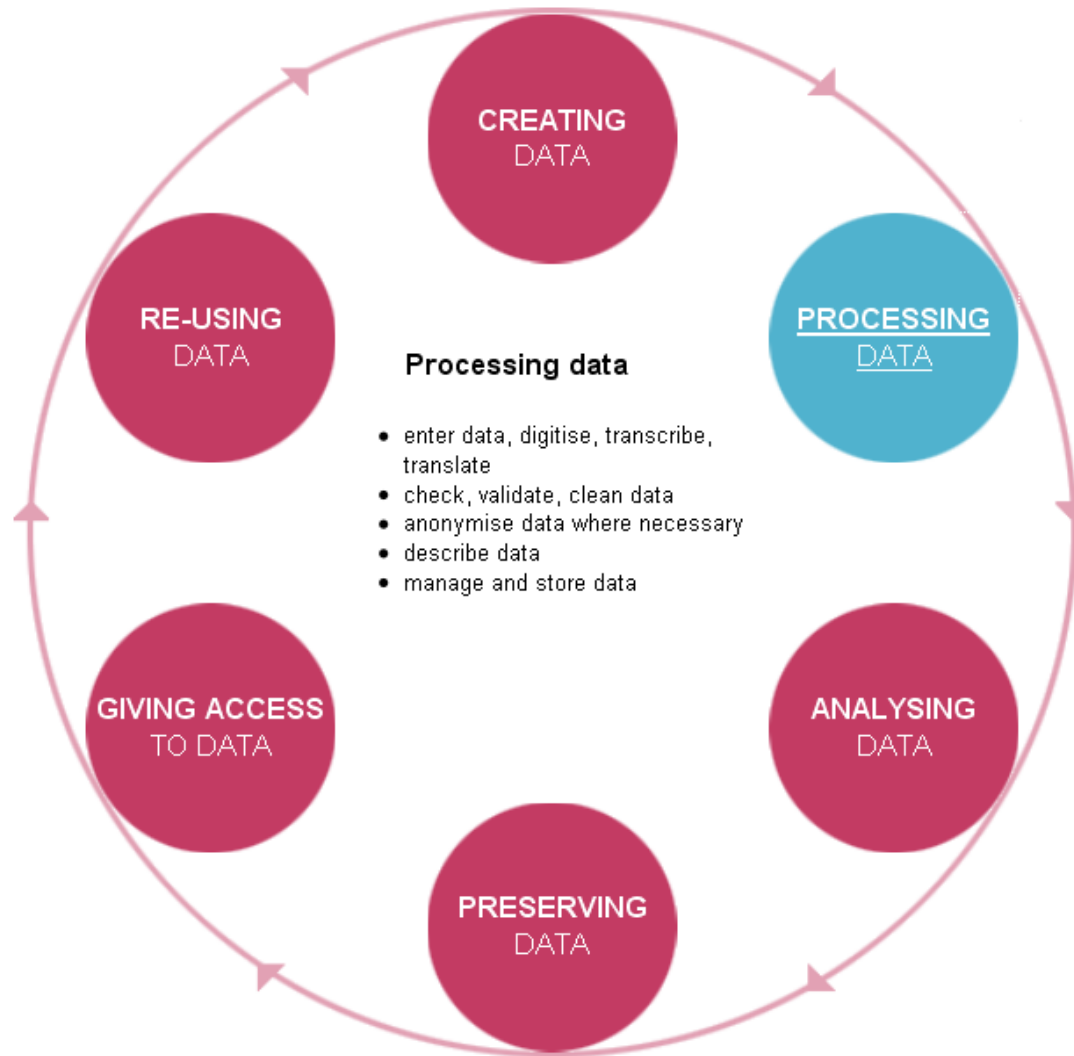 CREATING
DATA
PROCESSING
DATA
RE-USING
DATA
Processing data
• enter data, digitise, transcribe,
translate
• check, validate, clean data
• anonymise data where necessary
• describe data
• manage and store data
GIVING ACCESS
TO DATA
ANALYSING
DATA
PRESERVING
DATA